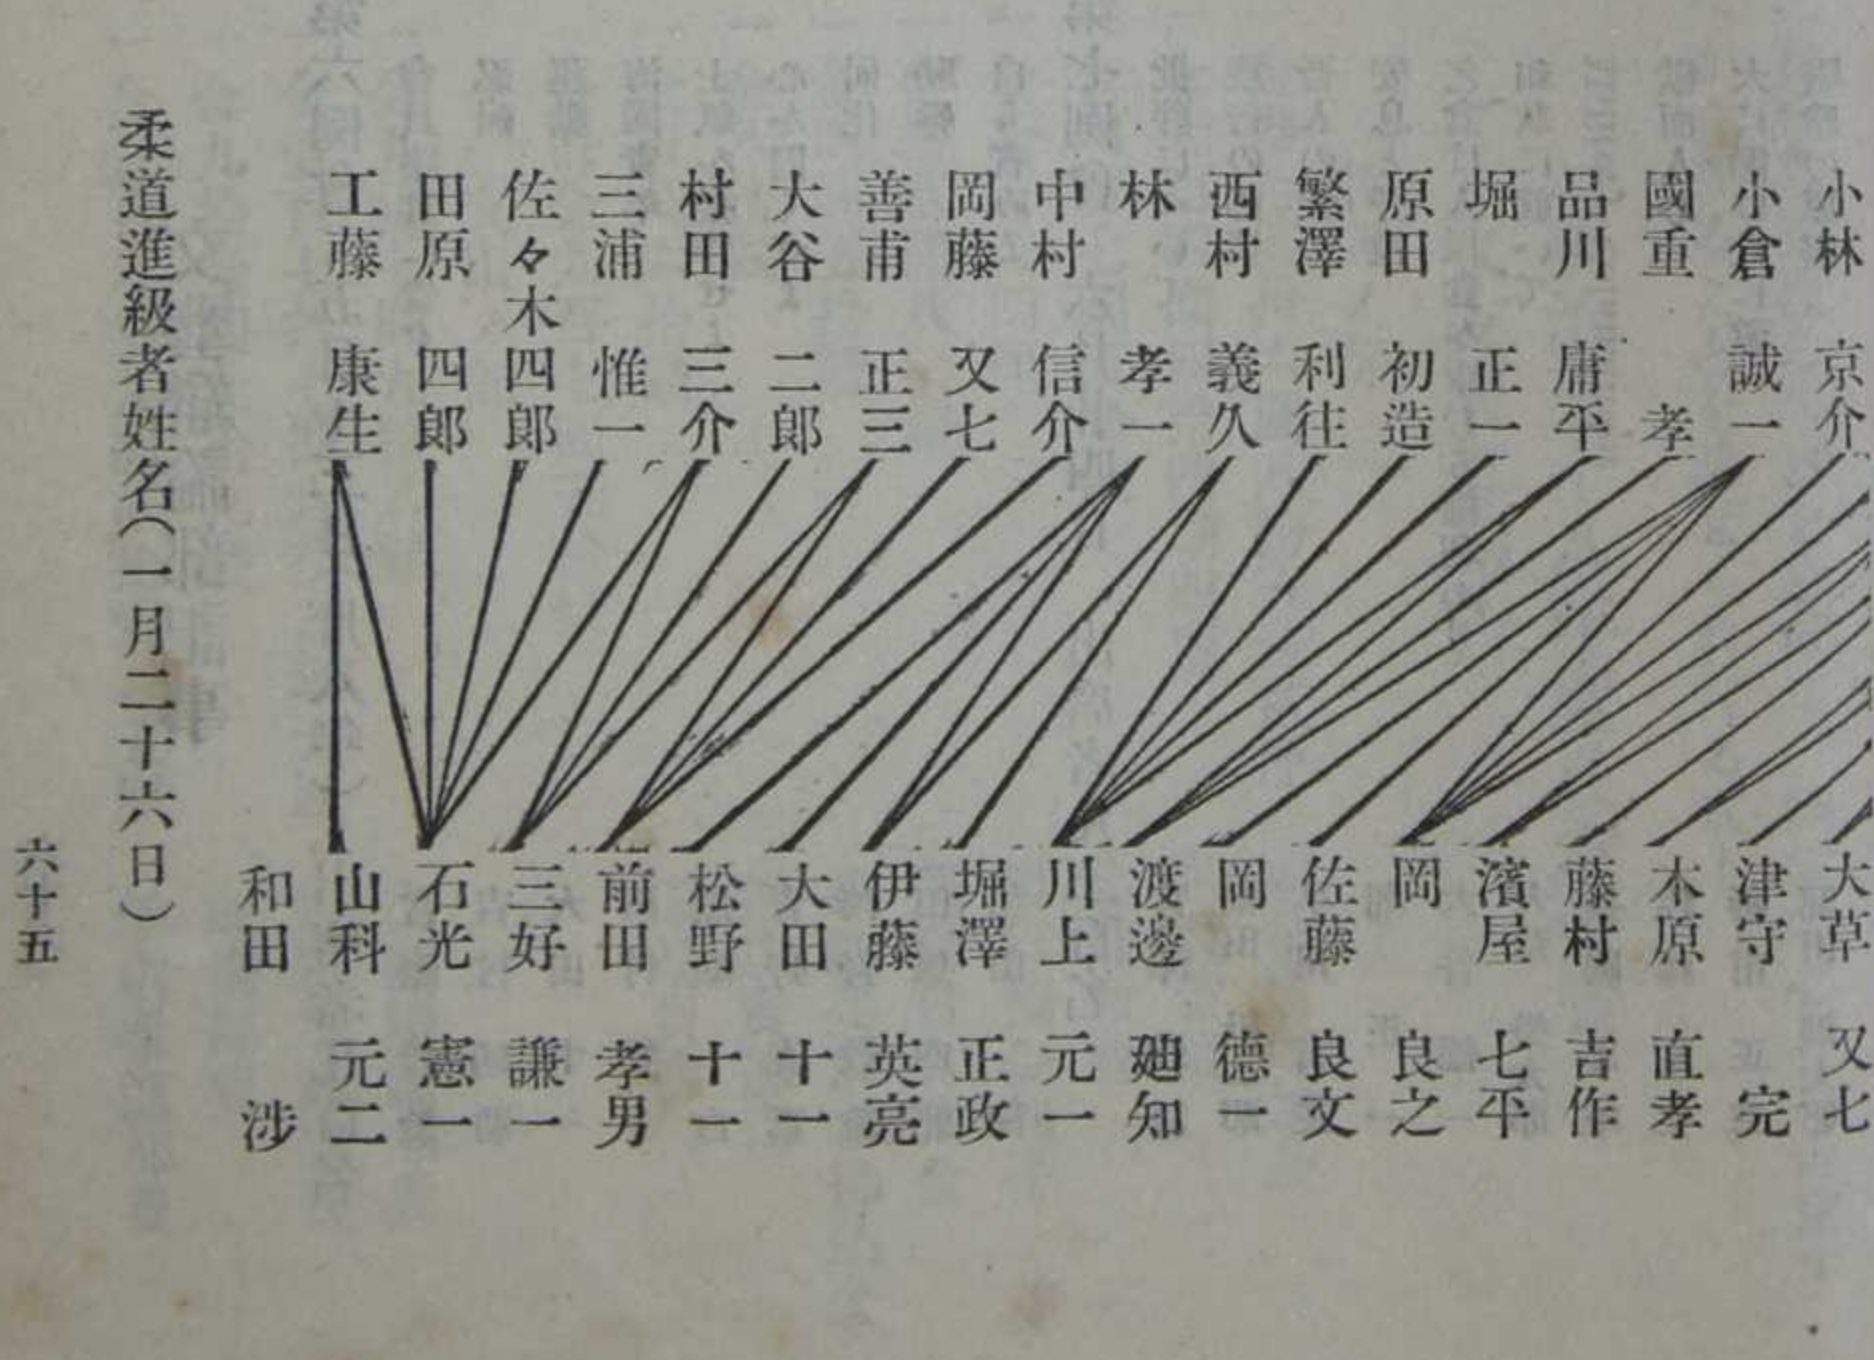 小林 京介
小倉 誠一
國重 孝
品川 庸平
堀 正一
原田 初造
繁澤 利往
西村 義久
林 孝一
中村 信介
岡藤 又七
善甫 正三
大谷 二郎
村田 三介
三浦 惟一
佐々木 四郎
田原 四郎
工藤 康生
大草 又七
津守 完
木原 直孝
藤村 吉作
濱屋 七平
岡 良之
佐藤 良文
岡 德一
渡邊 廸知
川上 元一
堀澤 正政
伊藤 英亮
大田 十一
松野 十一
前田 孝男
三好 謙一
石光 憲一
山科 元二
和田 涉
柔道進級者姓名(一月二十六日)
六十五